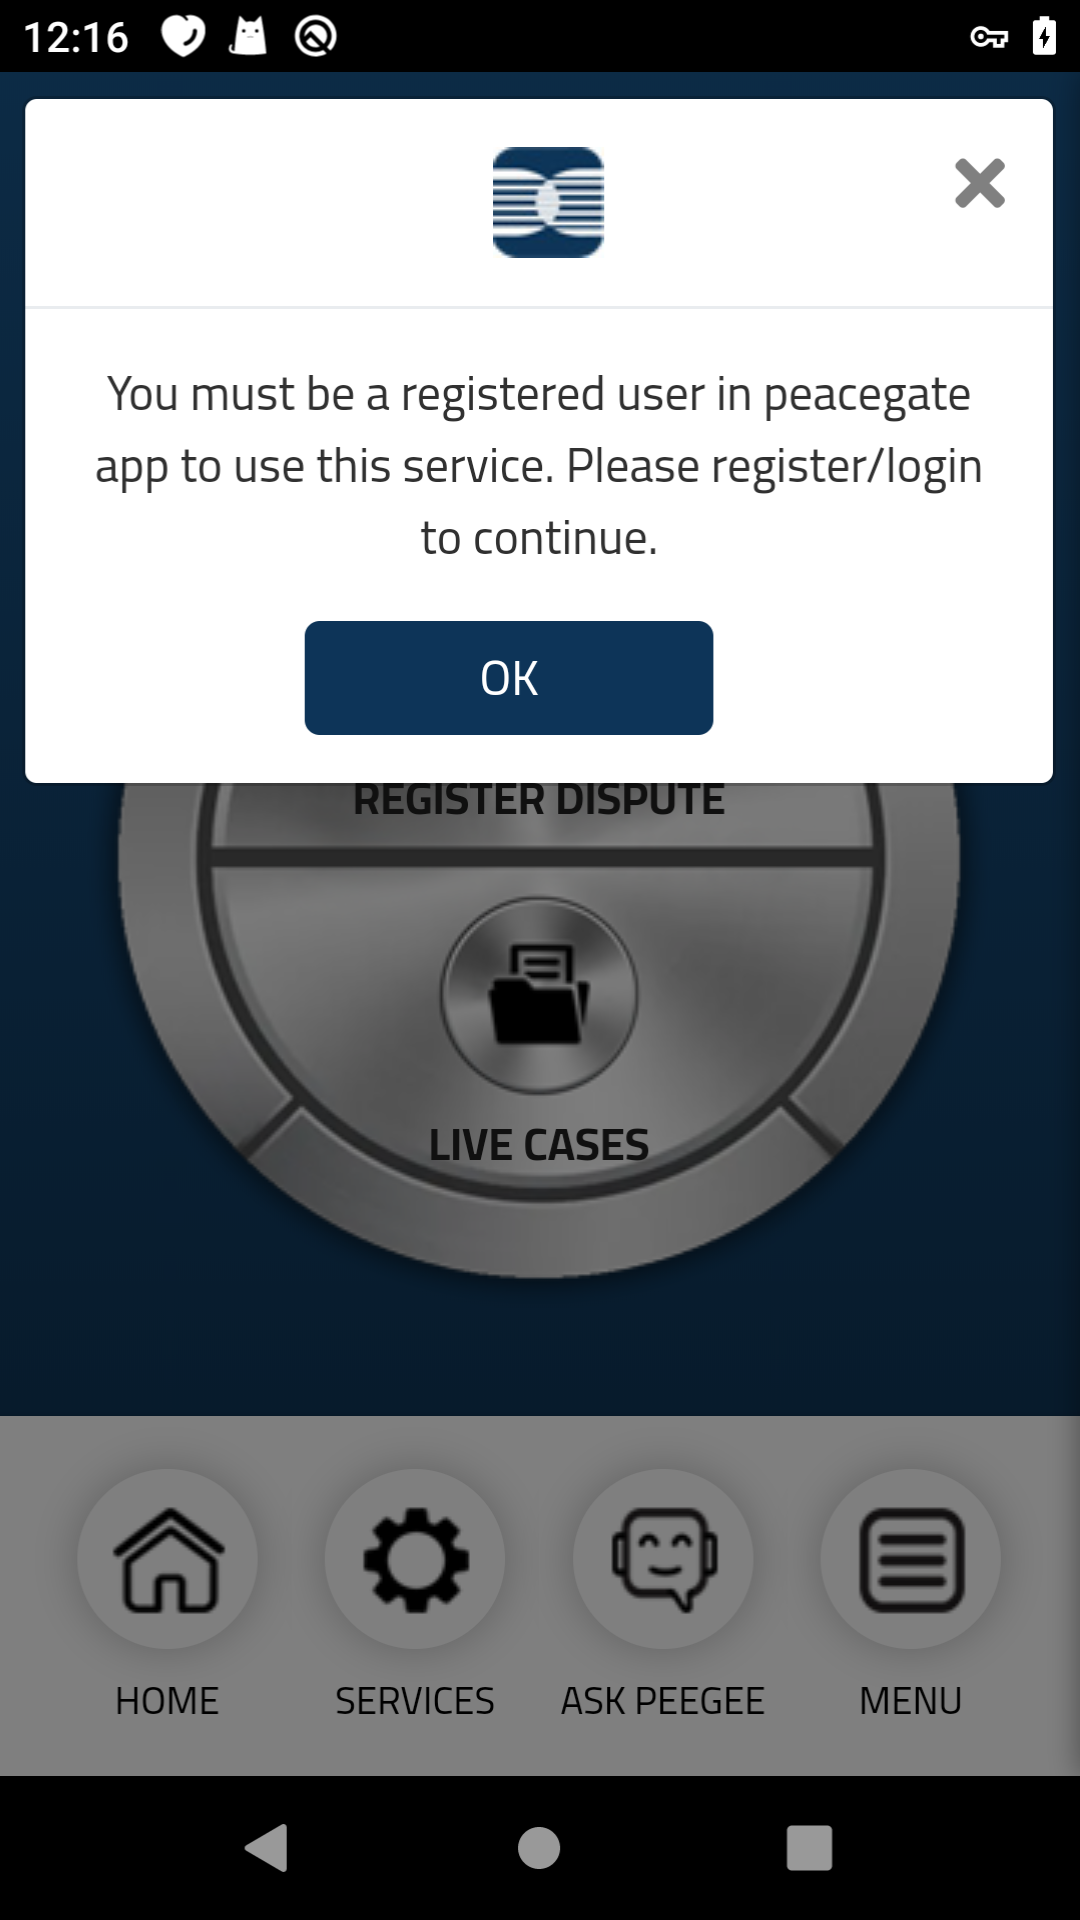 12:16
You must be a registered user in peacegate
app to use this service. Please register/login
to continue.
OK
REGISTER DISPUTE
LIVE CASES
HOME
SERVICES
ASK PEEGEE
MENU